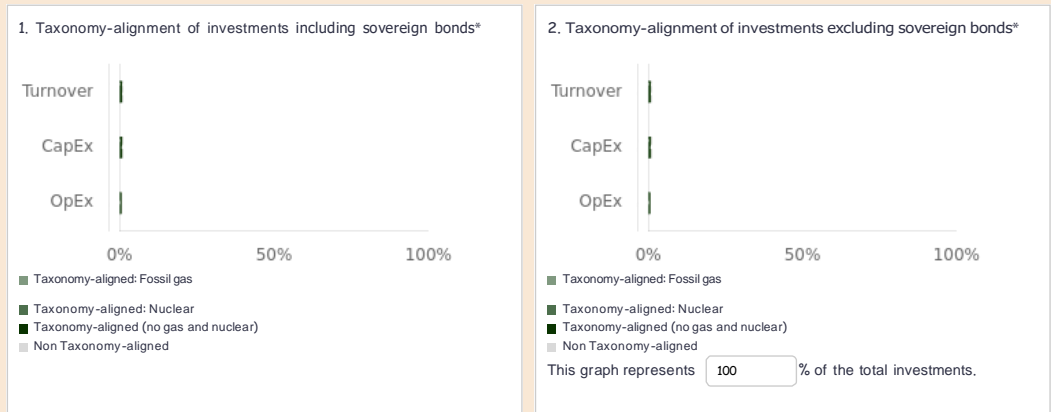 1. Taxonomy-alignment of investments including sovereign bonds*
Turnover
CapEx
OpEx
0% 50% 100%
Taxonomy-aligned: Fossil gas
Taxonomy-aligned: Nuclear
Taxonomy-aligned (no gas and nuclear)
Non Taxonomy-aligned
2. Taxonomy-alignment of investments excluding sovereign bonds*
Turnover
CapEx
OpEx
0% 50% 100%
Taxonomy-aligned: Fossil gas
Taxonomy-aligned: Nuclear
Taxonomy-aligned (no gas and nuclear)
Non Taxonomy-aligned
This graph represents 100 % of the total investments.